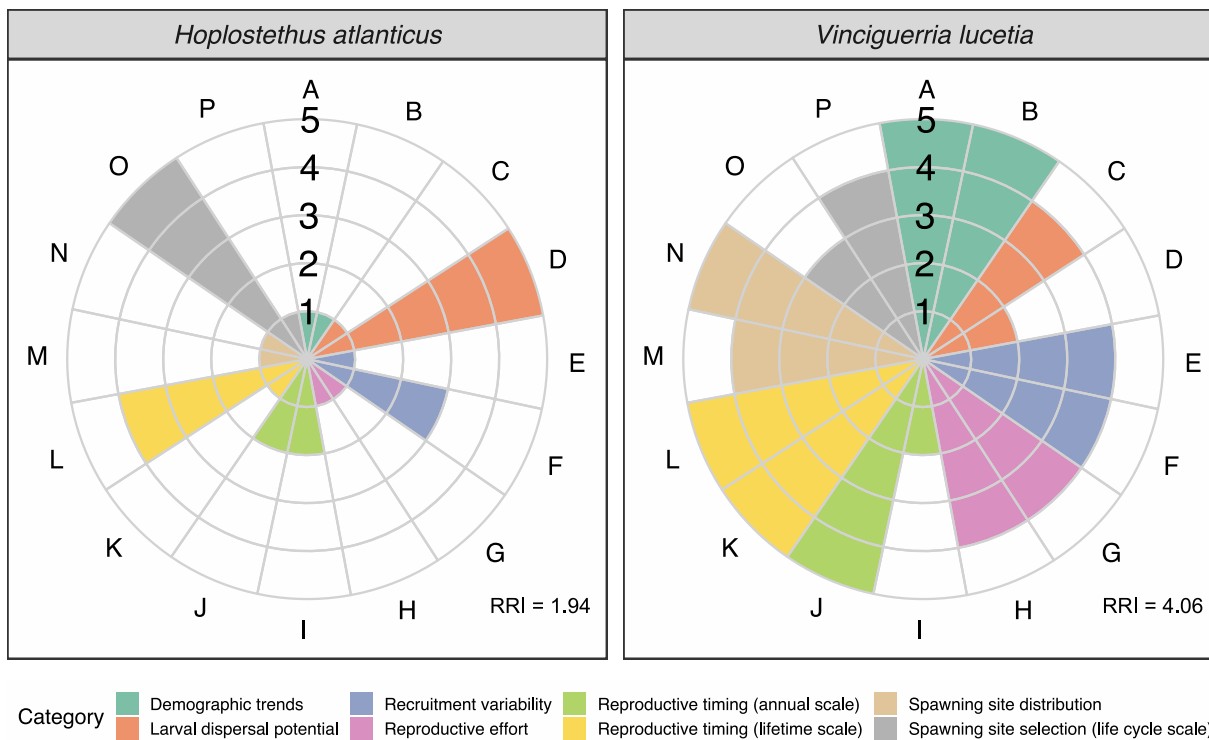 Hoplostethus atlanticus
A
B
C
D
E
F
G
H
I
J
K
L
M
N
O
P
5
4
3
2
1
RRI = 1.94
Vinciguerria lucetia
A
B
C
D
E
F
G
H
I
J
K
L
M
N
O
P
5
4
3
2
1
RRI = 4.06
Category
Demographic trends
Larval dispersal potential
Recruitment variability
Reproductive effort
Reproductive timing (annual scale)
Reproductive timing (lifetime scale)
Spawning site distribution
Spawning site selection (life cycle scale)